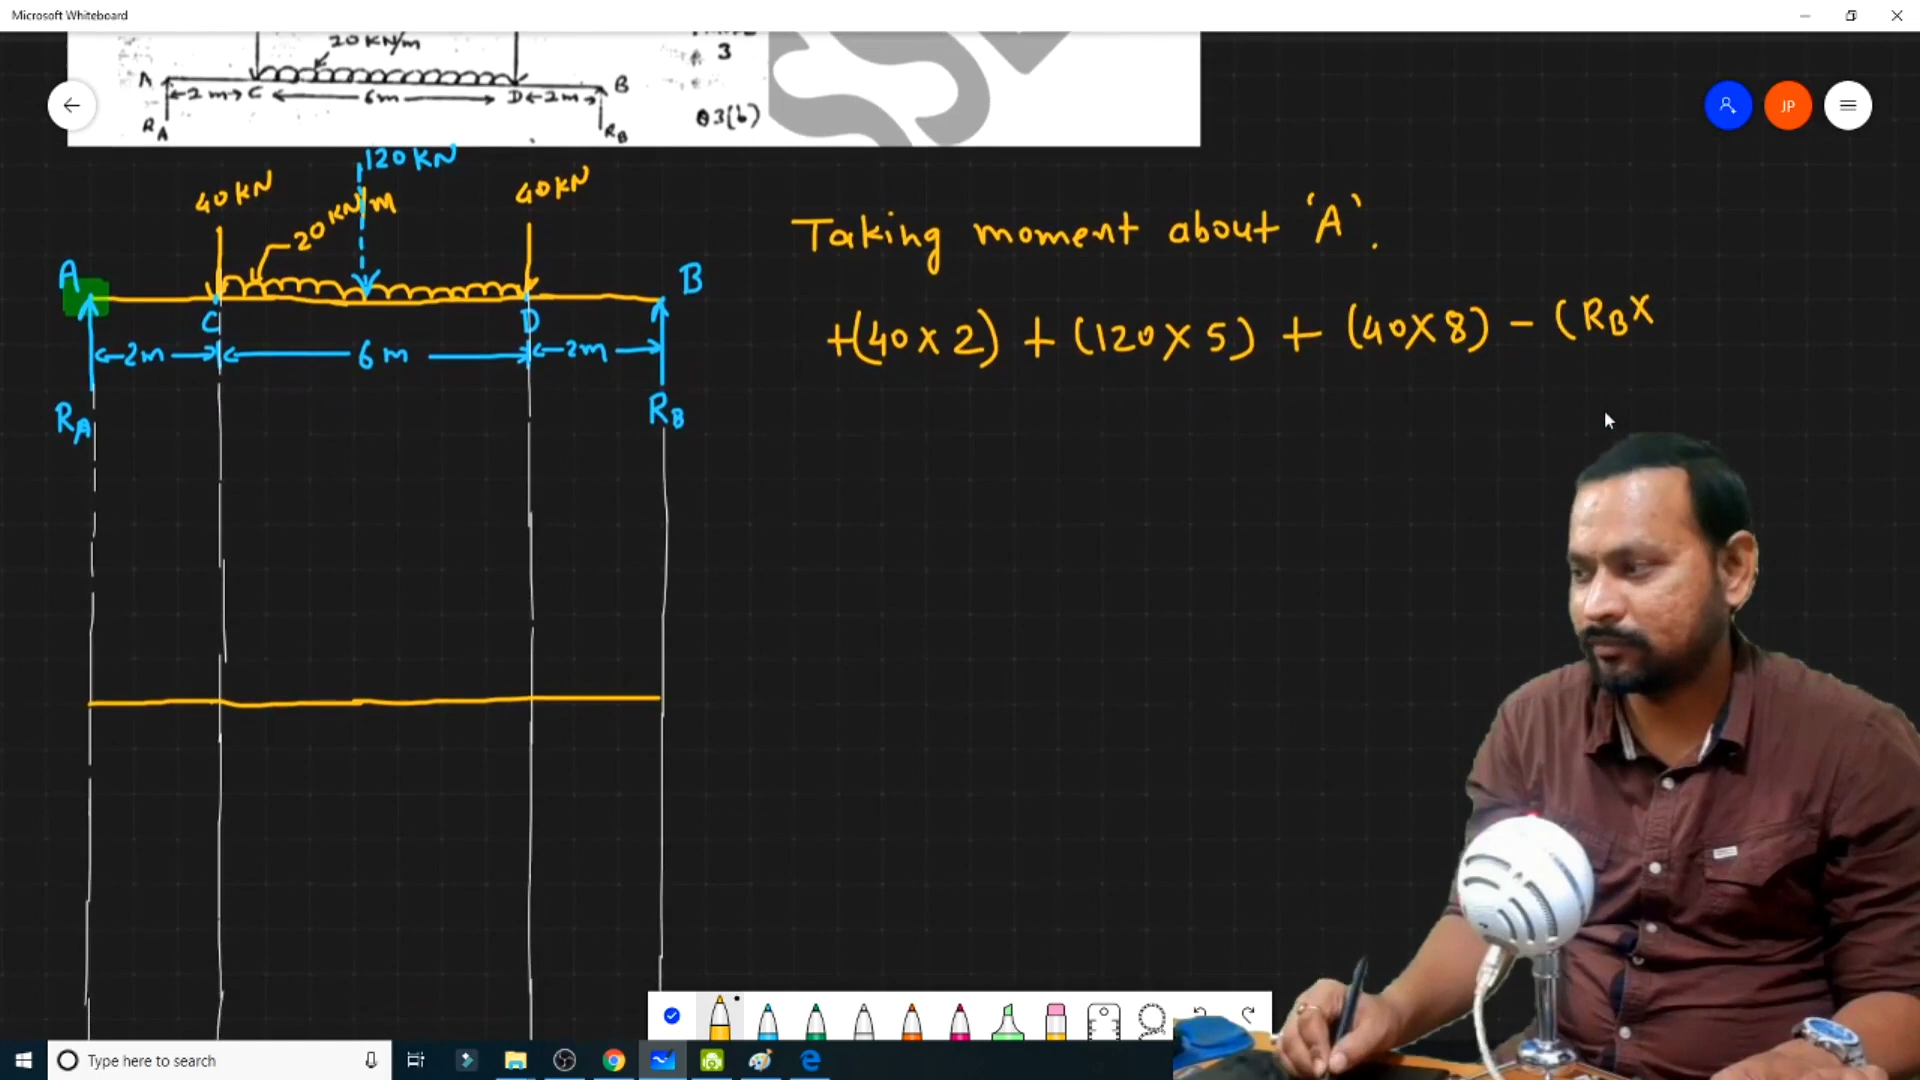 Microsoft Whiteboard
20 KN/m
3
A
2 m
C
6m
D
2m
B
RA
RB
Q3(b)
JP
120 KN
40 KN
40 KN
20 KN/m
A
B
C
D
2m
6 m
2m
RA
RB
Taking moment about 'A'.
+(40 X 2) + (120 X 5) + (40 X 8) - (RB X
Type here to search